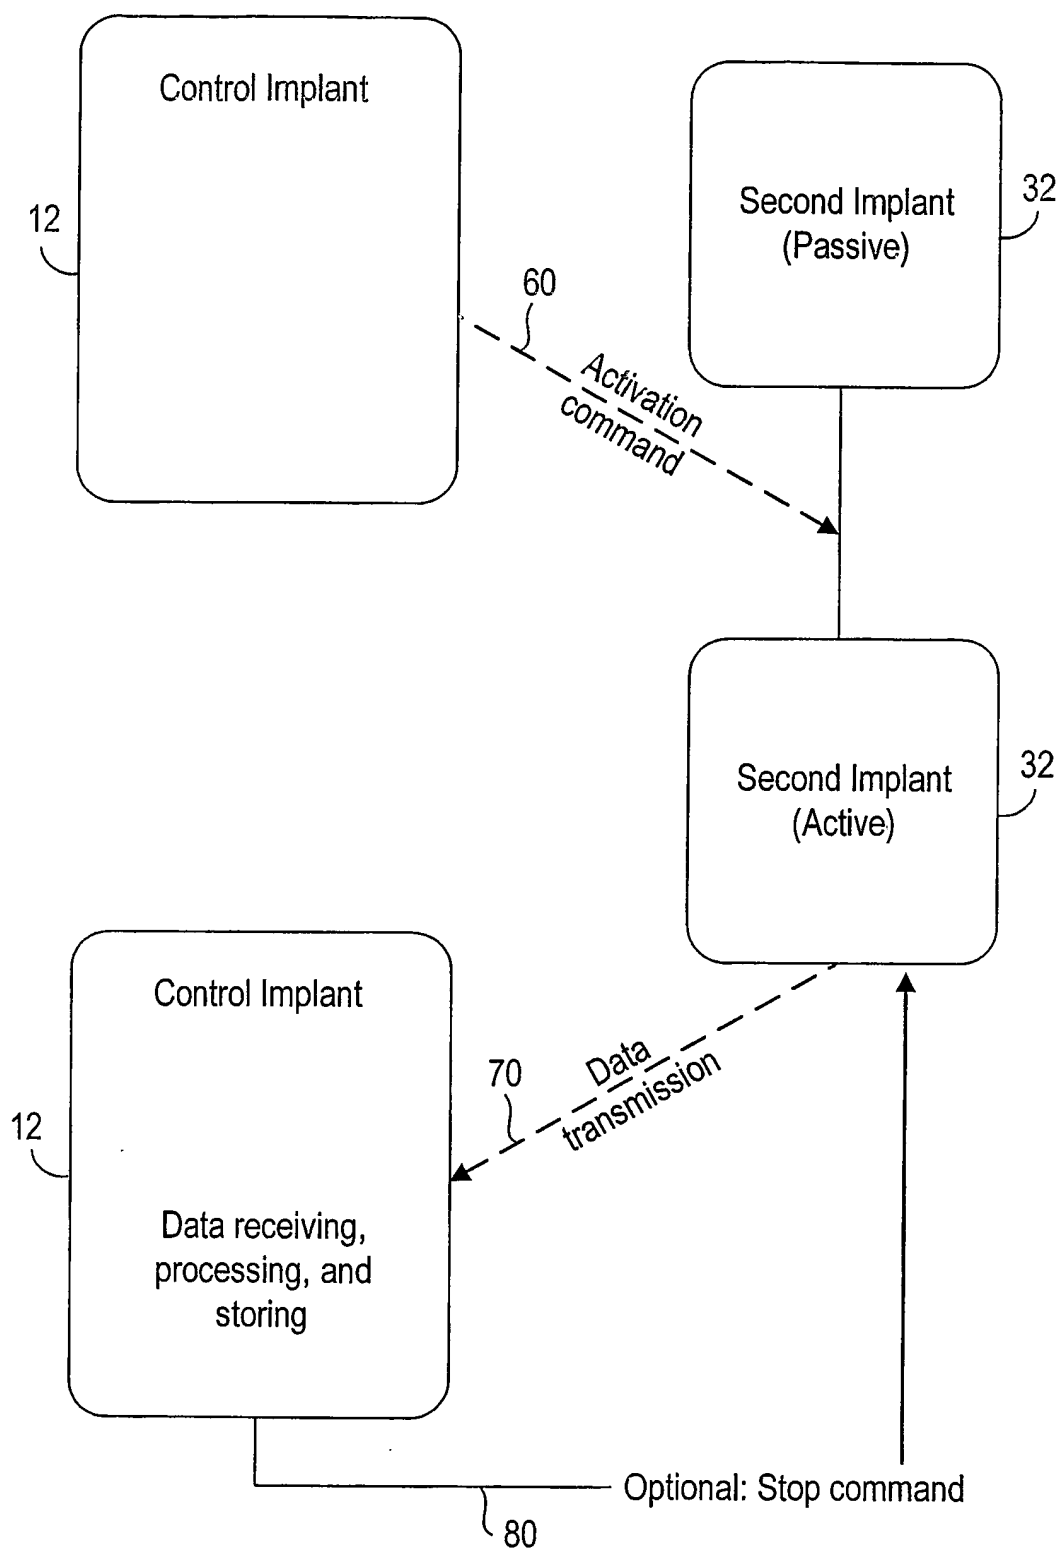 Control Implant
12
Second Implant
(Passive)
32
60
Activation
command
Second Implant
(Active)
32
Control Implant
12
70
Data
transmission
Data receiving,
processing, and
storing
Optional: Stop command
80